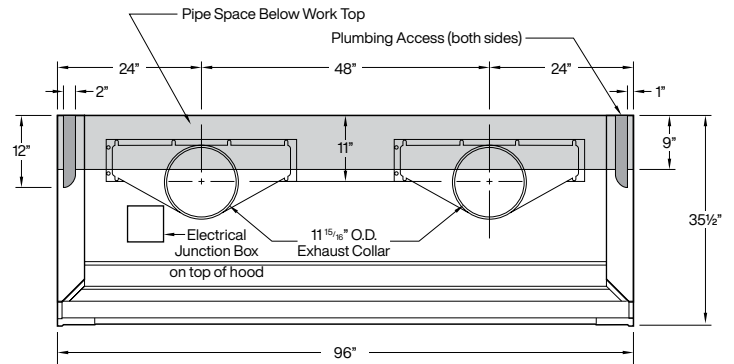 Pipe Space Below Work Top
Plumbing Access (both sides)
24"
48"
24"
2"
1"
12"
11"
9"
35½"
Electrical
Junction Box
on top of hood
11 15/16" O.D.
Exhaust Collar
96"